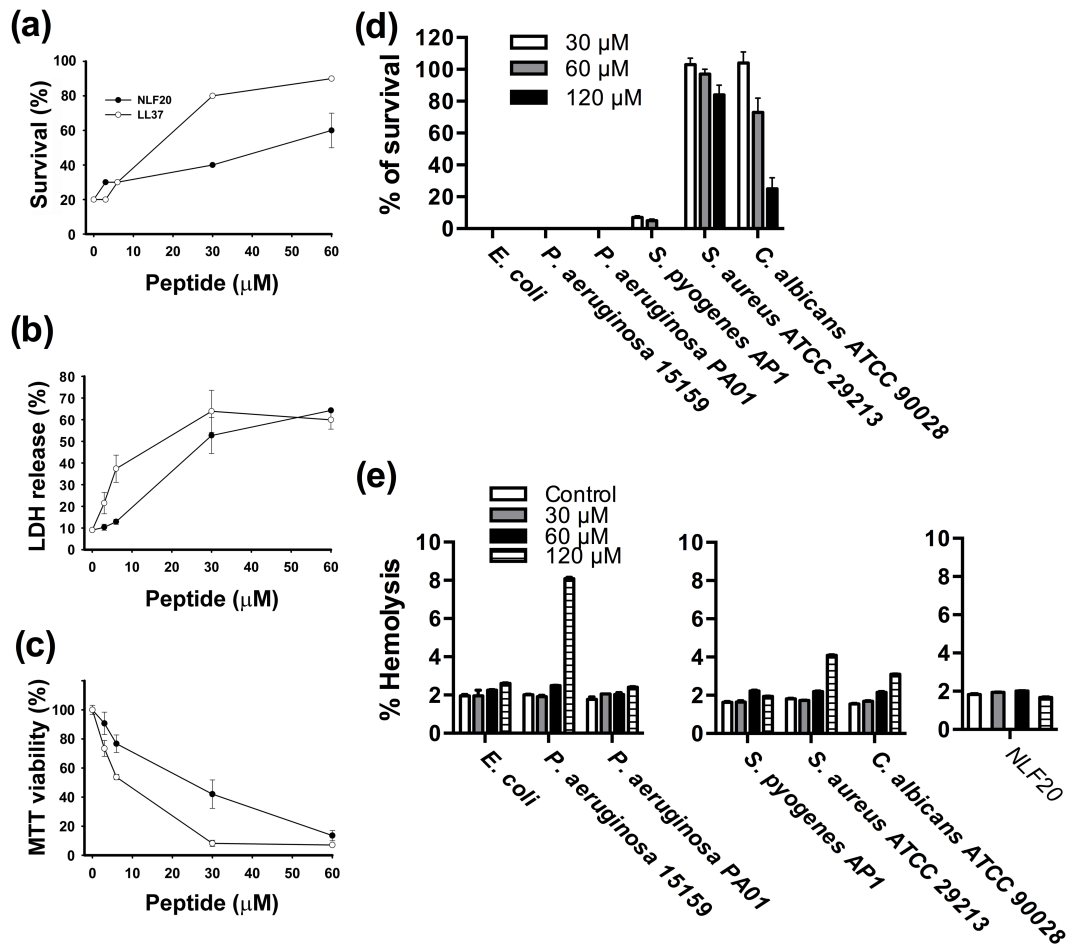 (a)
100
80
60
40
20
0
Survival (%)
NLF20
LL37
0 10 20 30 40 50 60
Peptide (μM)
(b)
80
70
60
50
40
30
20
10
0
LDH release (%)
0 10 20 30 40 50 60
Peptide (μM)
(c)
100
80
60
40
20
0
MTT viability (%)
0 10 20 30 40 50 60
Peptide (μM)
(d)
120
100
80
60
40
20
0
% of survival
30 μM
60 μM
120 μM
E. coli
P. aeruginosa 15159
P. aeruginosa PA01
S. pyogenes AP1
S. aureus ATCC 29213
C. albicans ATCC 90028
(e)
Control
30 μM
60 μM
120 μM
% Hemolysis
10
8
6
4
2
0
E. coli
P. aeruginosa 15159
P. aeruginosa PA01
10
8
6
4
2
0
S. pyogenes AP1
S. aureus ATCC 29213
C. albicans ATCC 90028
10
8
6
4
2
0
NLF20